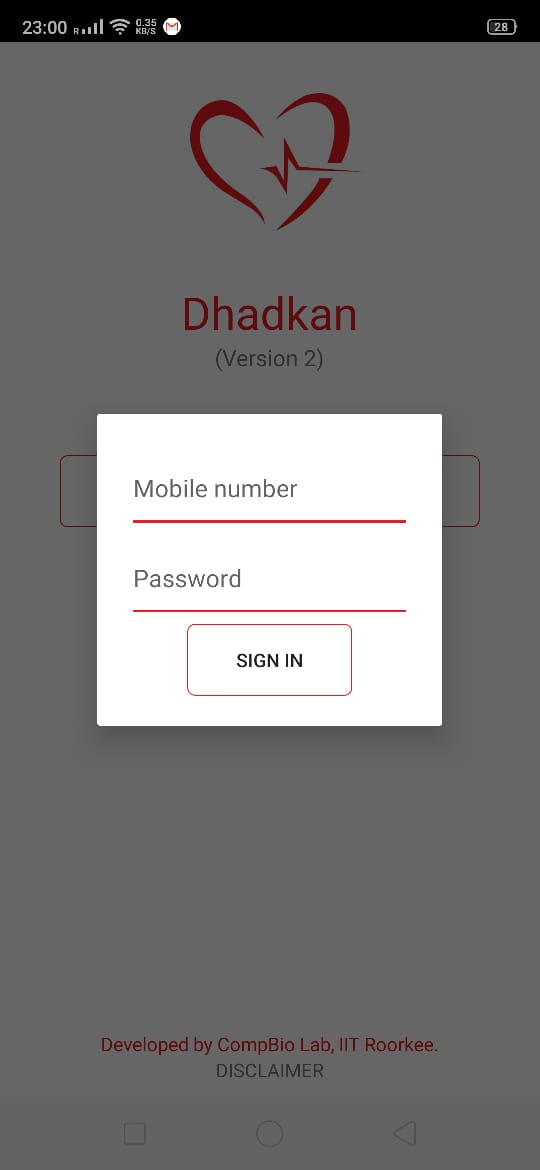 23:00 R 0.35 KB/S 28
Dhadkan
(Version 2)
Mobile number
Password
SIGN IN
Developed by CompBio Lab, IIT Roorkee.
DISCLAIMER